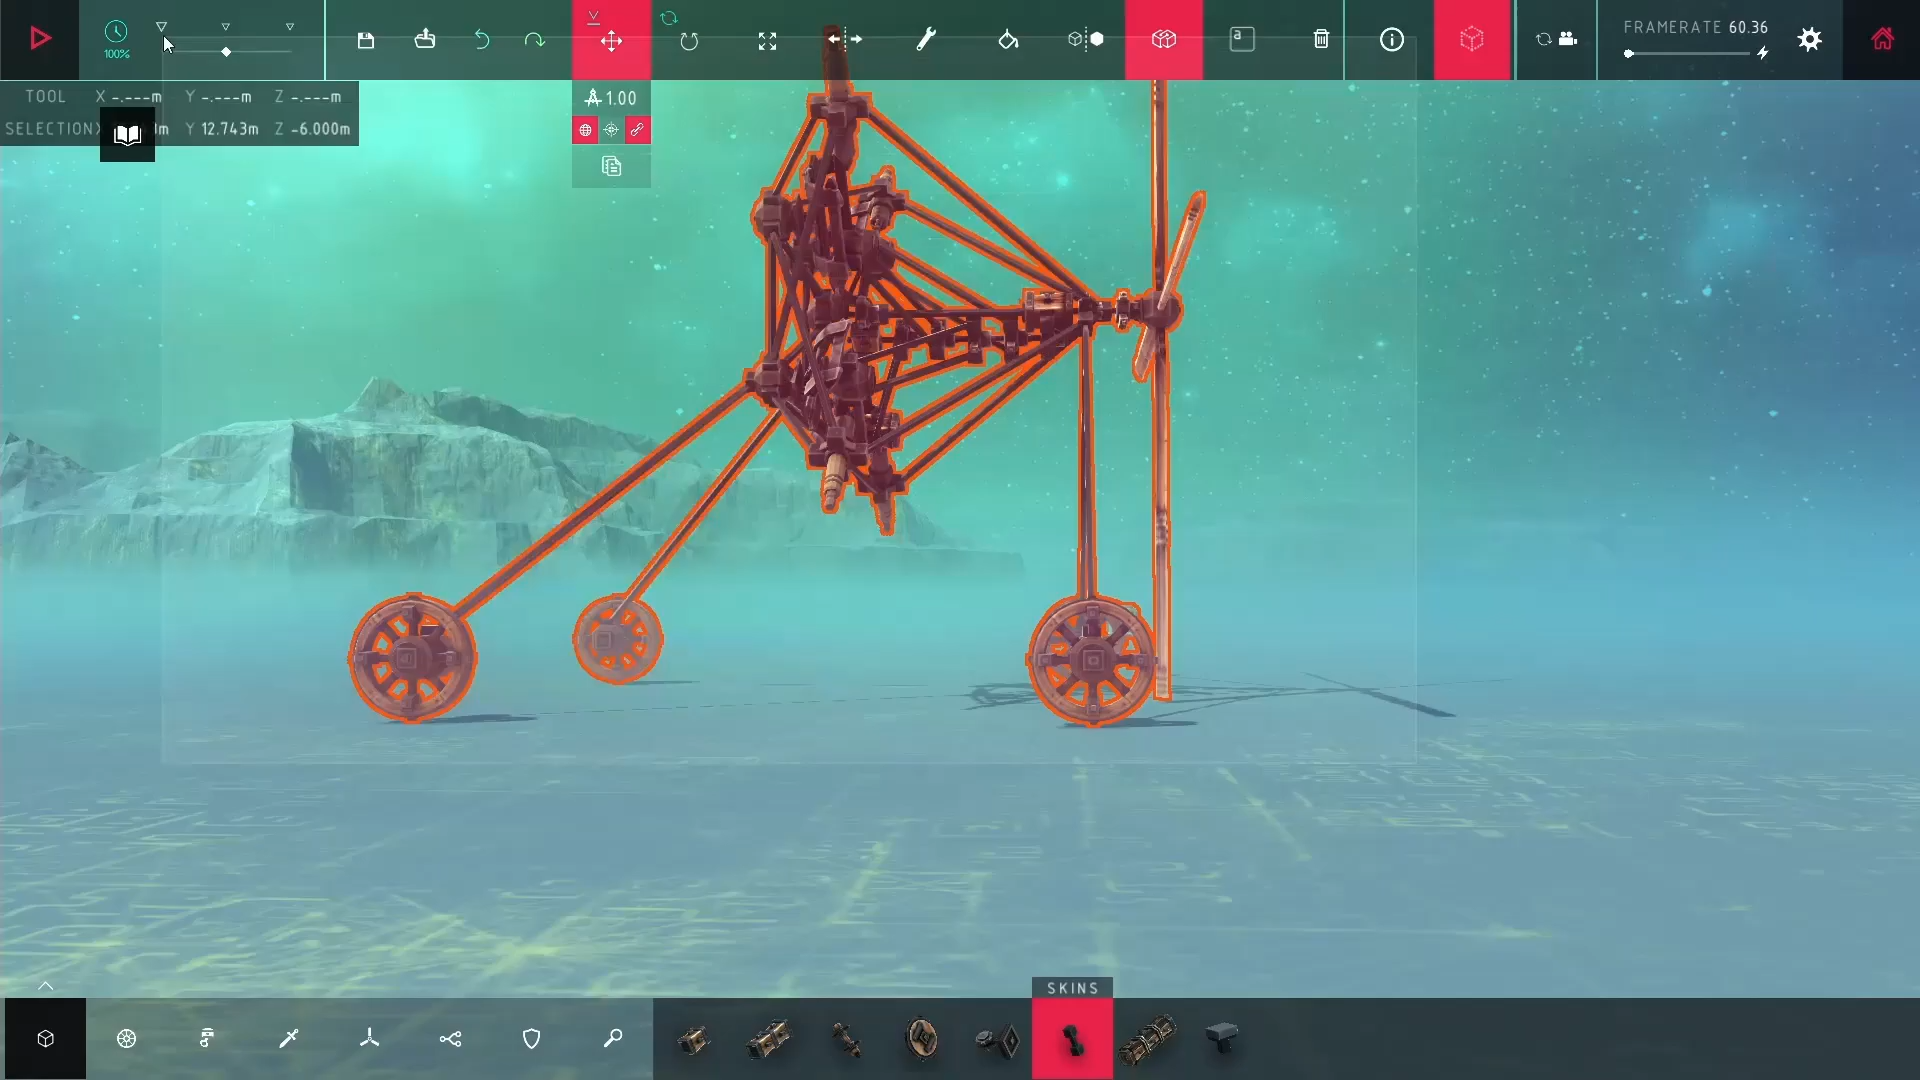 100%
FRAMERATE 60.36
TOOL X -.---m Y -.---m Z -.---m
SELECTION m Y 12.743m Z -6.000m
1.00
a
SKINS